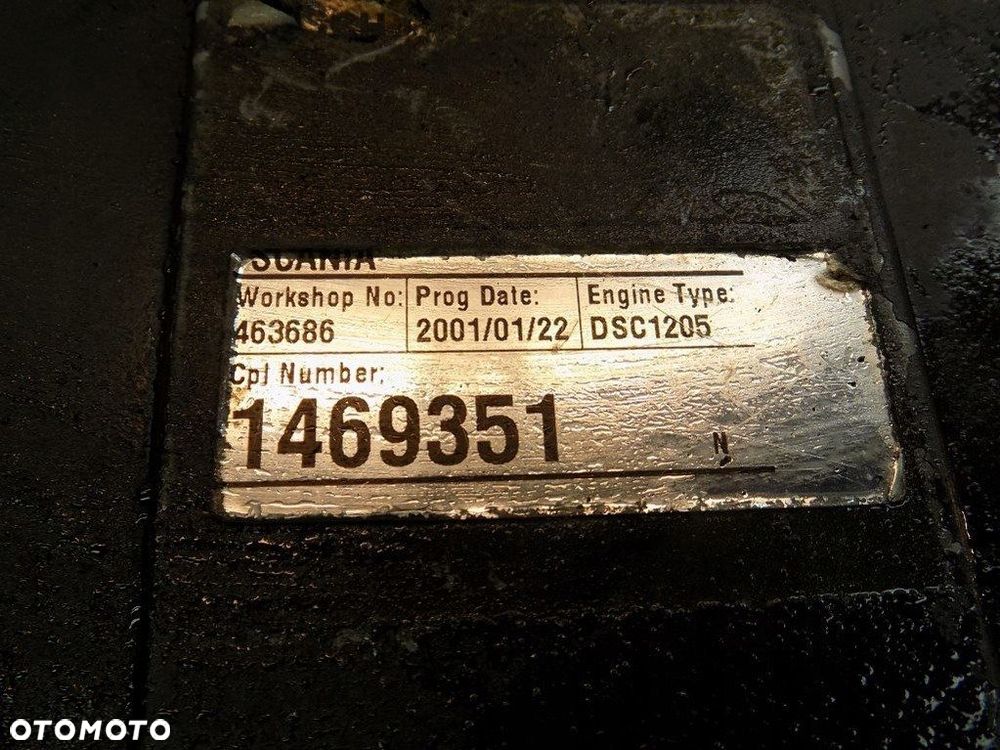 SCANIA
Workshop No: Prog Date: Engine Type:
463686 2001/01/22 DSC1205
Cpl Number:
1469351 N
OTOMOTO